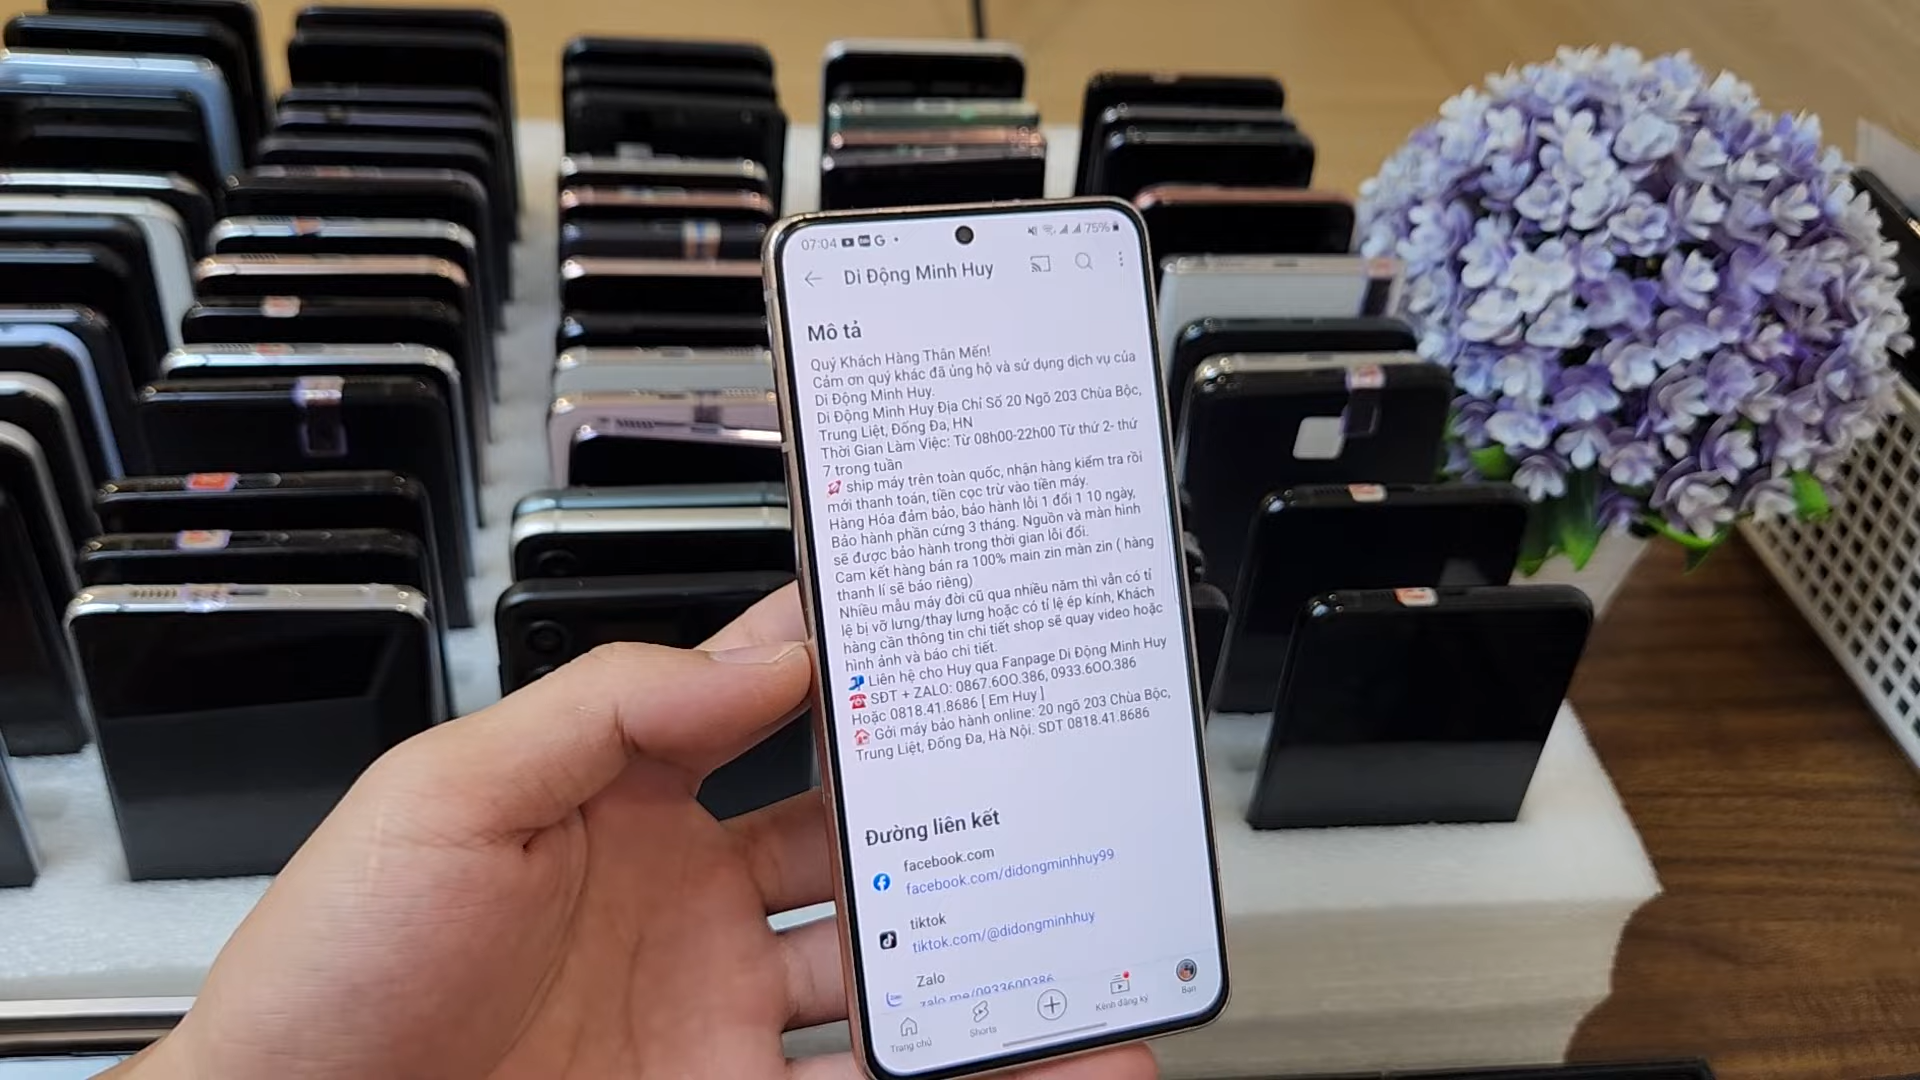 07:04 G • 75%
Di Động Minh Huy
Mô tả
Quý Khách Hàng Thân Mến!
Cảm ơn quý khác đã ủng hộ và sử dụng dịch vụ của
Di Động Minh Huy.
Di Động Minh Huy Địa Chỉ Số 20 Ngõ 203 Chùa Bộc,
Trung Liệt, Đống Đa, HN
Thời Gian Làm Việc: Từ 08h00-22h00 Từ thứ 2- thứ
7 trong tuần
ship máy trên toàn quốc, nhận hàng kiểm tra rồi
mới thanh toán, tiền cọc trừ vào tiền máy.
Hàng Hóa đảm bảo, bảo hành lỗi 1 đổi 1 10 ngày,
Bảo hành phần cứng 3 tháng. Nguồn và màn hình
sẽ được bảo hành trong thời gian lỗi đổi.
Cam kết hàng bán ra 100% main zin màn zin ( hàng
thanh lí sẽ báo riêng)
Nhiều mẫu máy đời cũ qua nhiều năm thì vẫn có tỉ
lệ bị vỡ lưng/thay lưng hoặc có tỉ lệ ép kính, Khách
hàng cần thông tin chi tiết shop sẽ quay video hoặc
hình ảnh và báo chi tiết.
Liên hệ cho Huy qua Fanpage Di Động Minh Huy
SĐT + ZALO: 0867.6OO.386, 0933.6OO.386
Hoặc 0818.41.8686 [ Em Huy ]
Gởi máy bảo hành online: 20 ngõ 203 Chùa Bộc,
Trung Liệt, Đống Đa, Hà Nội. SDT 0818.41.8686
Đường liên kết
facebook.com
facebook.com/didongminhhuy99
tiktok
tiktok.com/@didongminhhuy
Zalo
zalo.me/0933600386
Trang chủ
Shorts
Kênh đăng ký
Bạn